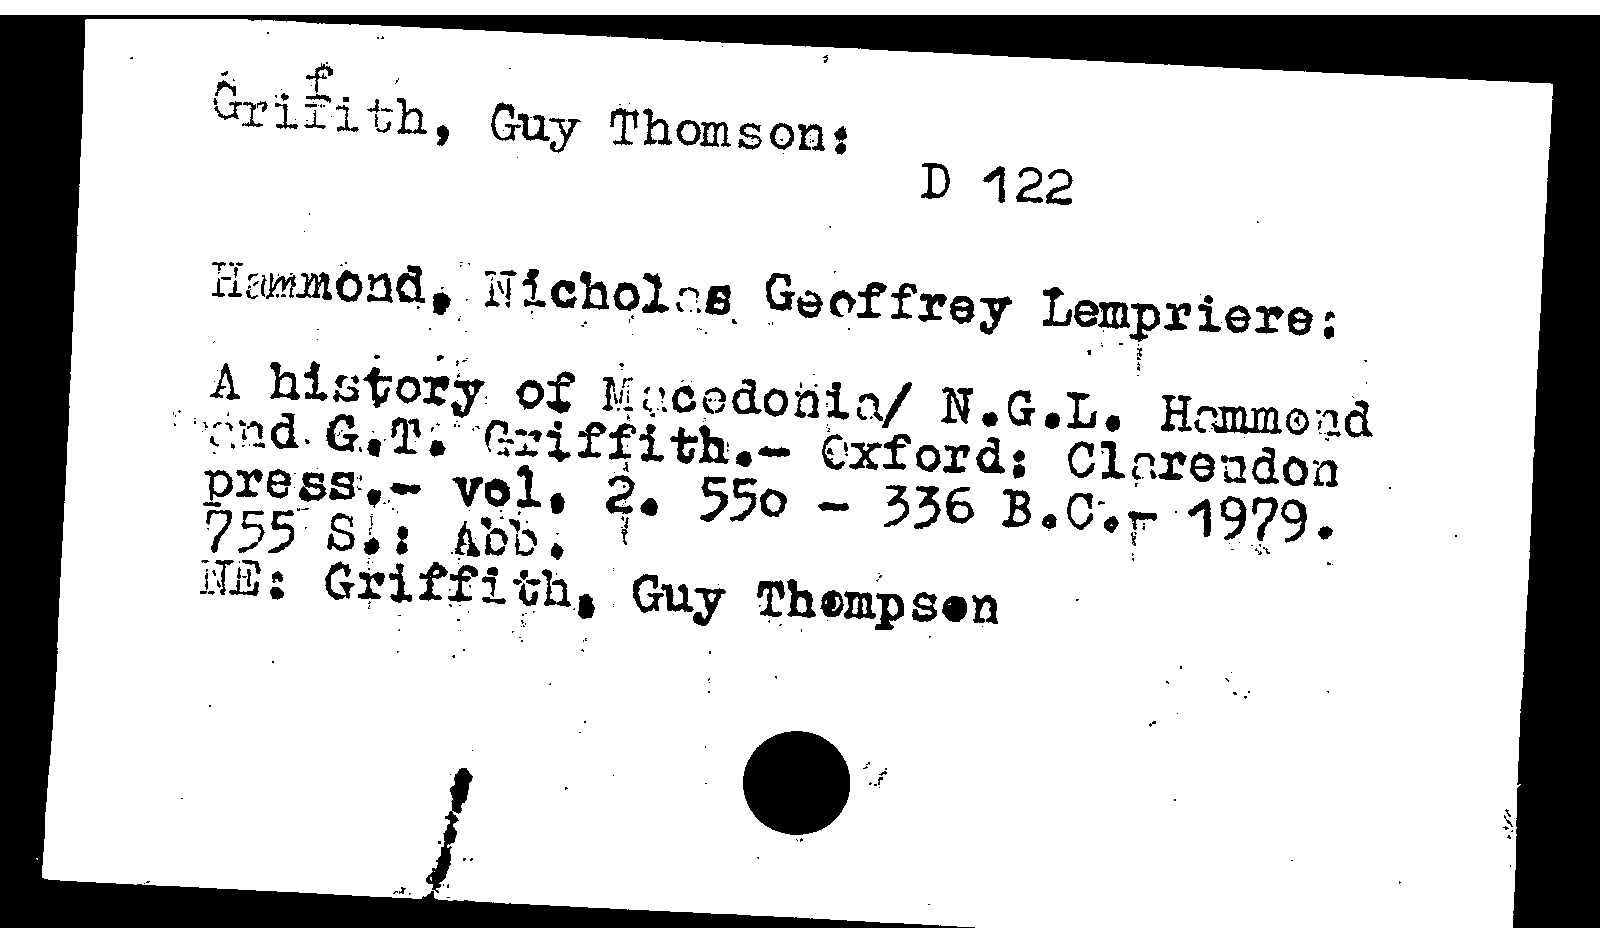 Griffith, Guy Thomson:
D 122
Hammond, Nicholas Geoffrey Lempriere:
A history of Macedonia/ N.G.L. Hammond
and G.T. Griffith.- Oxford: Clarendon
press.- vol. 2. 550 - 336 B.C.- 1979.
755 S.: Abb.
NE: Griffith, Guy Thompson